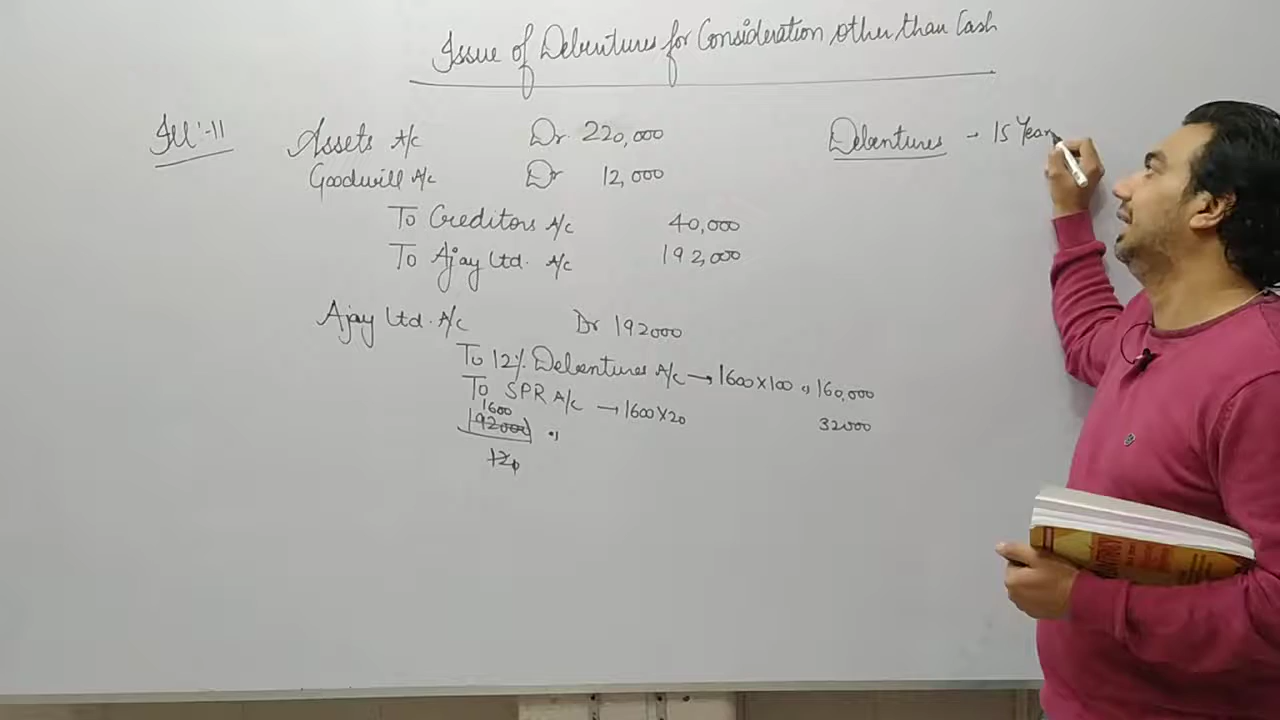 Issue of Debentures for Consideration other than Cash
Ill:-11
Assets A/c Dr. 220,000
Goodwill A/c Dr 12,000
To Creditors A/c 40,000
To Ajay Ltd. A/c 192,000
Ajay Ltd. A/c Dr 192000
To 12% Debentures A/c → 1600×100 = 160,000
To SPR A/c → 1600×20 32000
1600
192000
120
Debentures - 15 Years